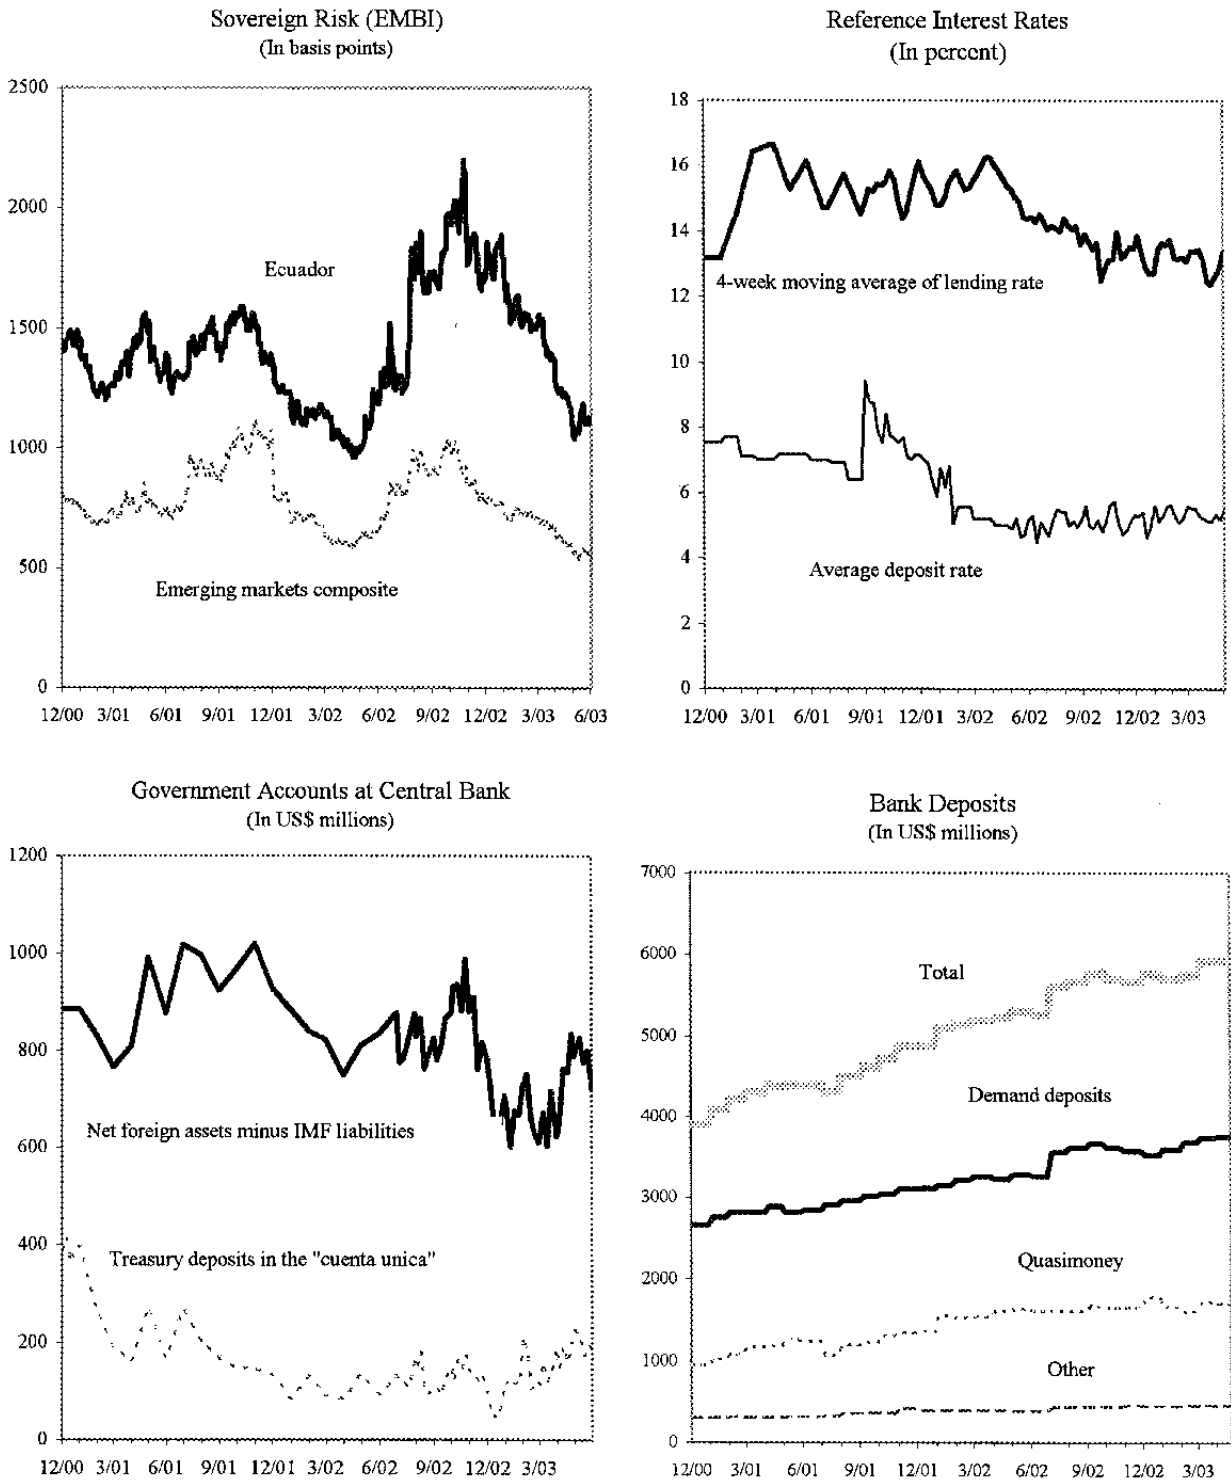 Sovereign Risk (EMBI)
(In basis points)
2500
2000
1500
1000
500
0
Ecuador
Emerging markets composite
12/00 3/01 6/01 9/01 12/01 3/02 6/02 9/02 12/02 3/03 6/03
Reference Interest Rates
(In percent)
18
16
14
12
10
8
6
4
2
0
4-week moving average of lending rate
Average deposit rate
12/00 3/01 6/01 9/01 12/01 3/02 6/02 9/02 12/02 3/03
Government Accounts at Central Bank
(In US$ millions)
1200
1000
800
600
400
200
0
Net foreign assets minus IMF liabilities
Treasury deposits in the "cuenta unica"
12/00 3/01 6/01 9/01 12/01 3/02 6/02 9/02 12/02 3/03
Bank Deposits
(In US$ millions)
7000
6000
5000
4000
3000
2000
1000
0
Total
Demand deposits
Quasimoney
Other
12/00 3/01 6/01 9/01 12/01 3/02 6/02 9/02 12/02 3/03